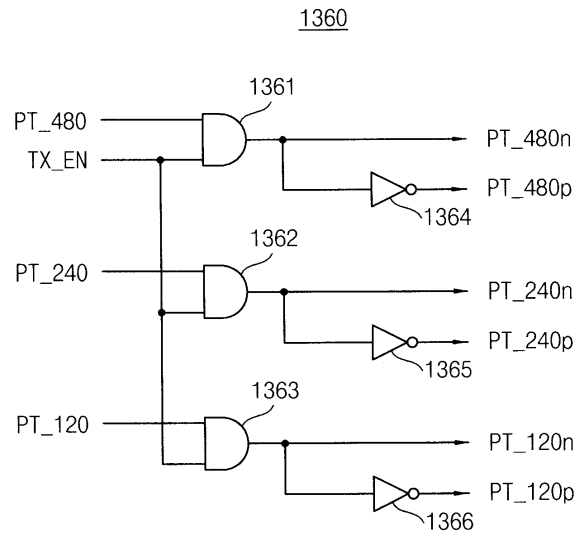 1360
1361
PT_480
TX_EN
PT_480n
PT_480p
1364
1362
PT_240
PT_240n
PT_240p
1365
1363
PT_120
PT_120n
PT_120p
1366